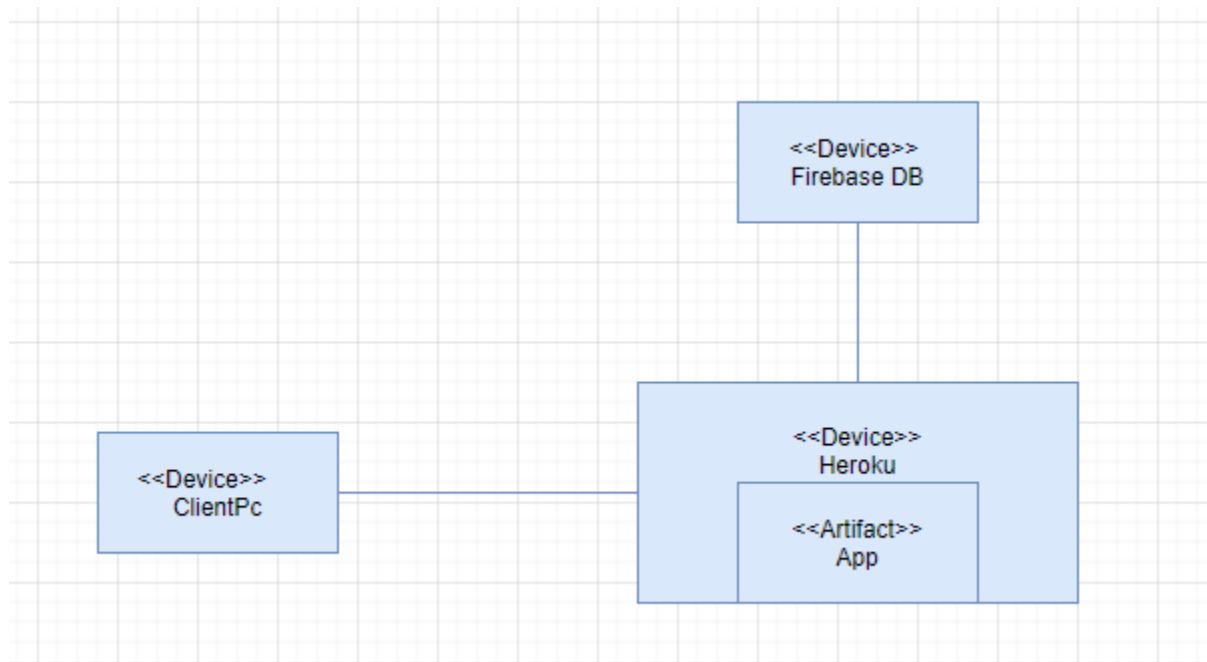 <<Device>>
Firebase DB
<<Device>>
ClientPc
<<Device>>
Heroku
<<Artifact>>
App